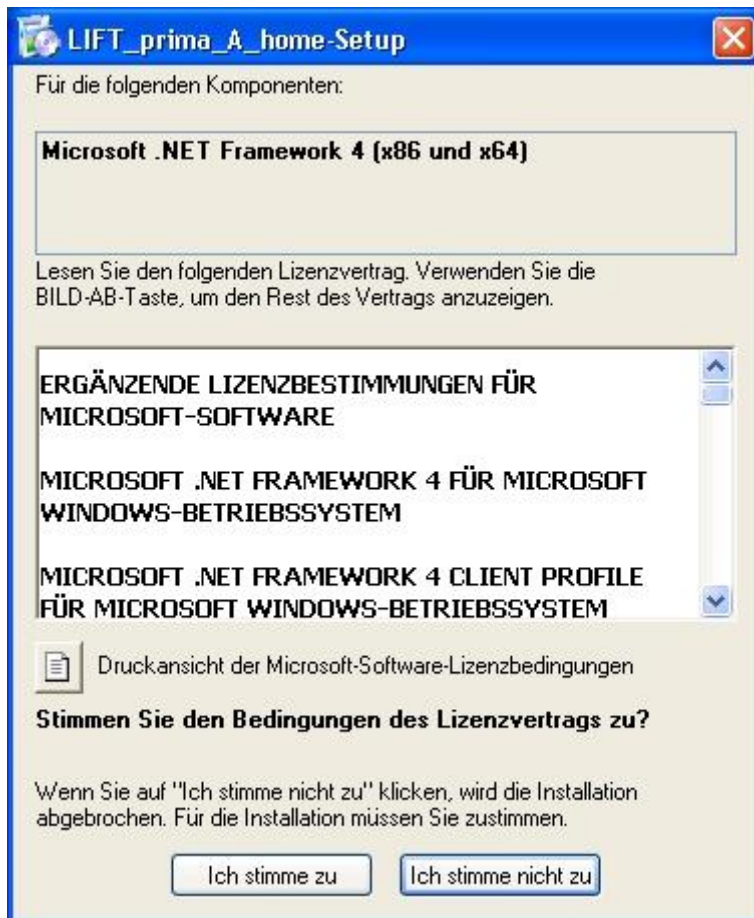 LIFT_prima_A_home-Setup
Für die folgenden Komponenten:
Microsoft .NET Framework 4 (x86 und x64)
Lesen Sie den folgenden Lizenzvertrag. Verwenden Sie die
BILD-AB-Taste, um den Rest des Vertrags anzuzeigen.
ERGÄNZENDE LIZENZBESTIMMUNGEN FÜR
MICROSOFT-SOFTWARE
MICROSOFT .NET FRAMEWORK 4 FÜR MICROSOFT
WINDOWS-BETRIEBSSYSTEM
MICROSOFT .NET FRAMEWORK 4 CLIENT PROFILE
FÜR MICROSOFT WINDOWS-BETRIEBSSYSTEM
Druckansicht der Microsoft-Software-Lizenzbedingungen
Stimmen Sie den Bedingungen des Lizenzvertrags zu?
Wenn Sie auf "Ich stimme nicht zu" klicken, wird die Installation
abgebrochen. Für die Installation müssen Sie zustimmen.
Ich stimme zu
Ich stimme nicht zu